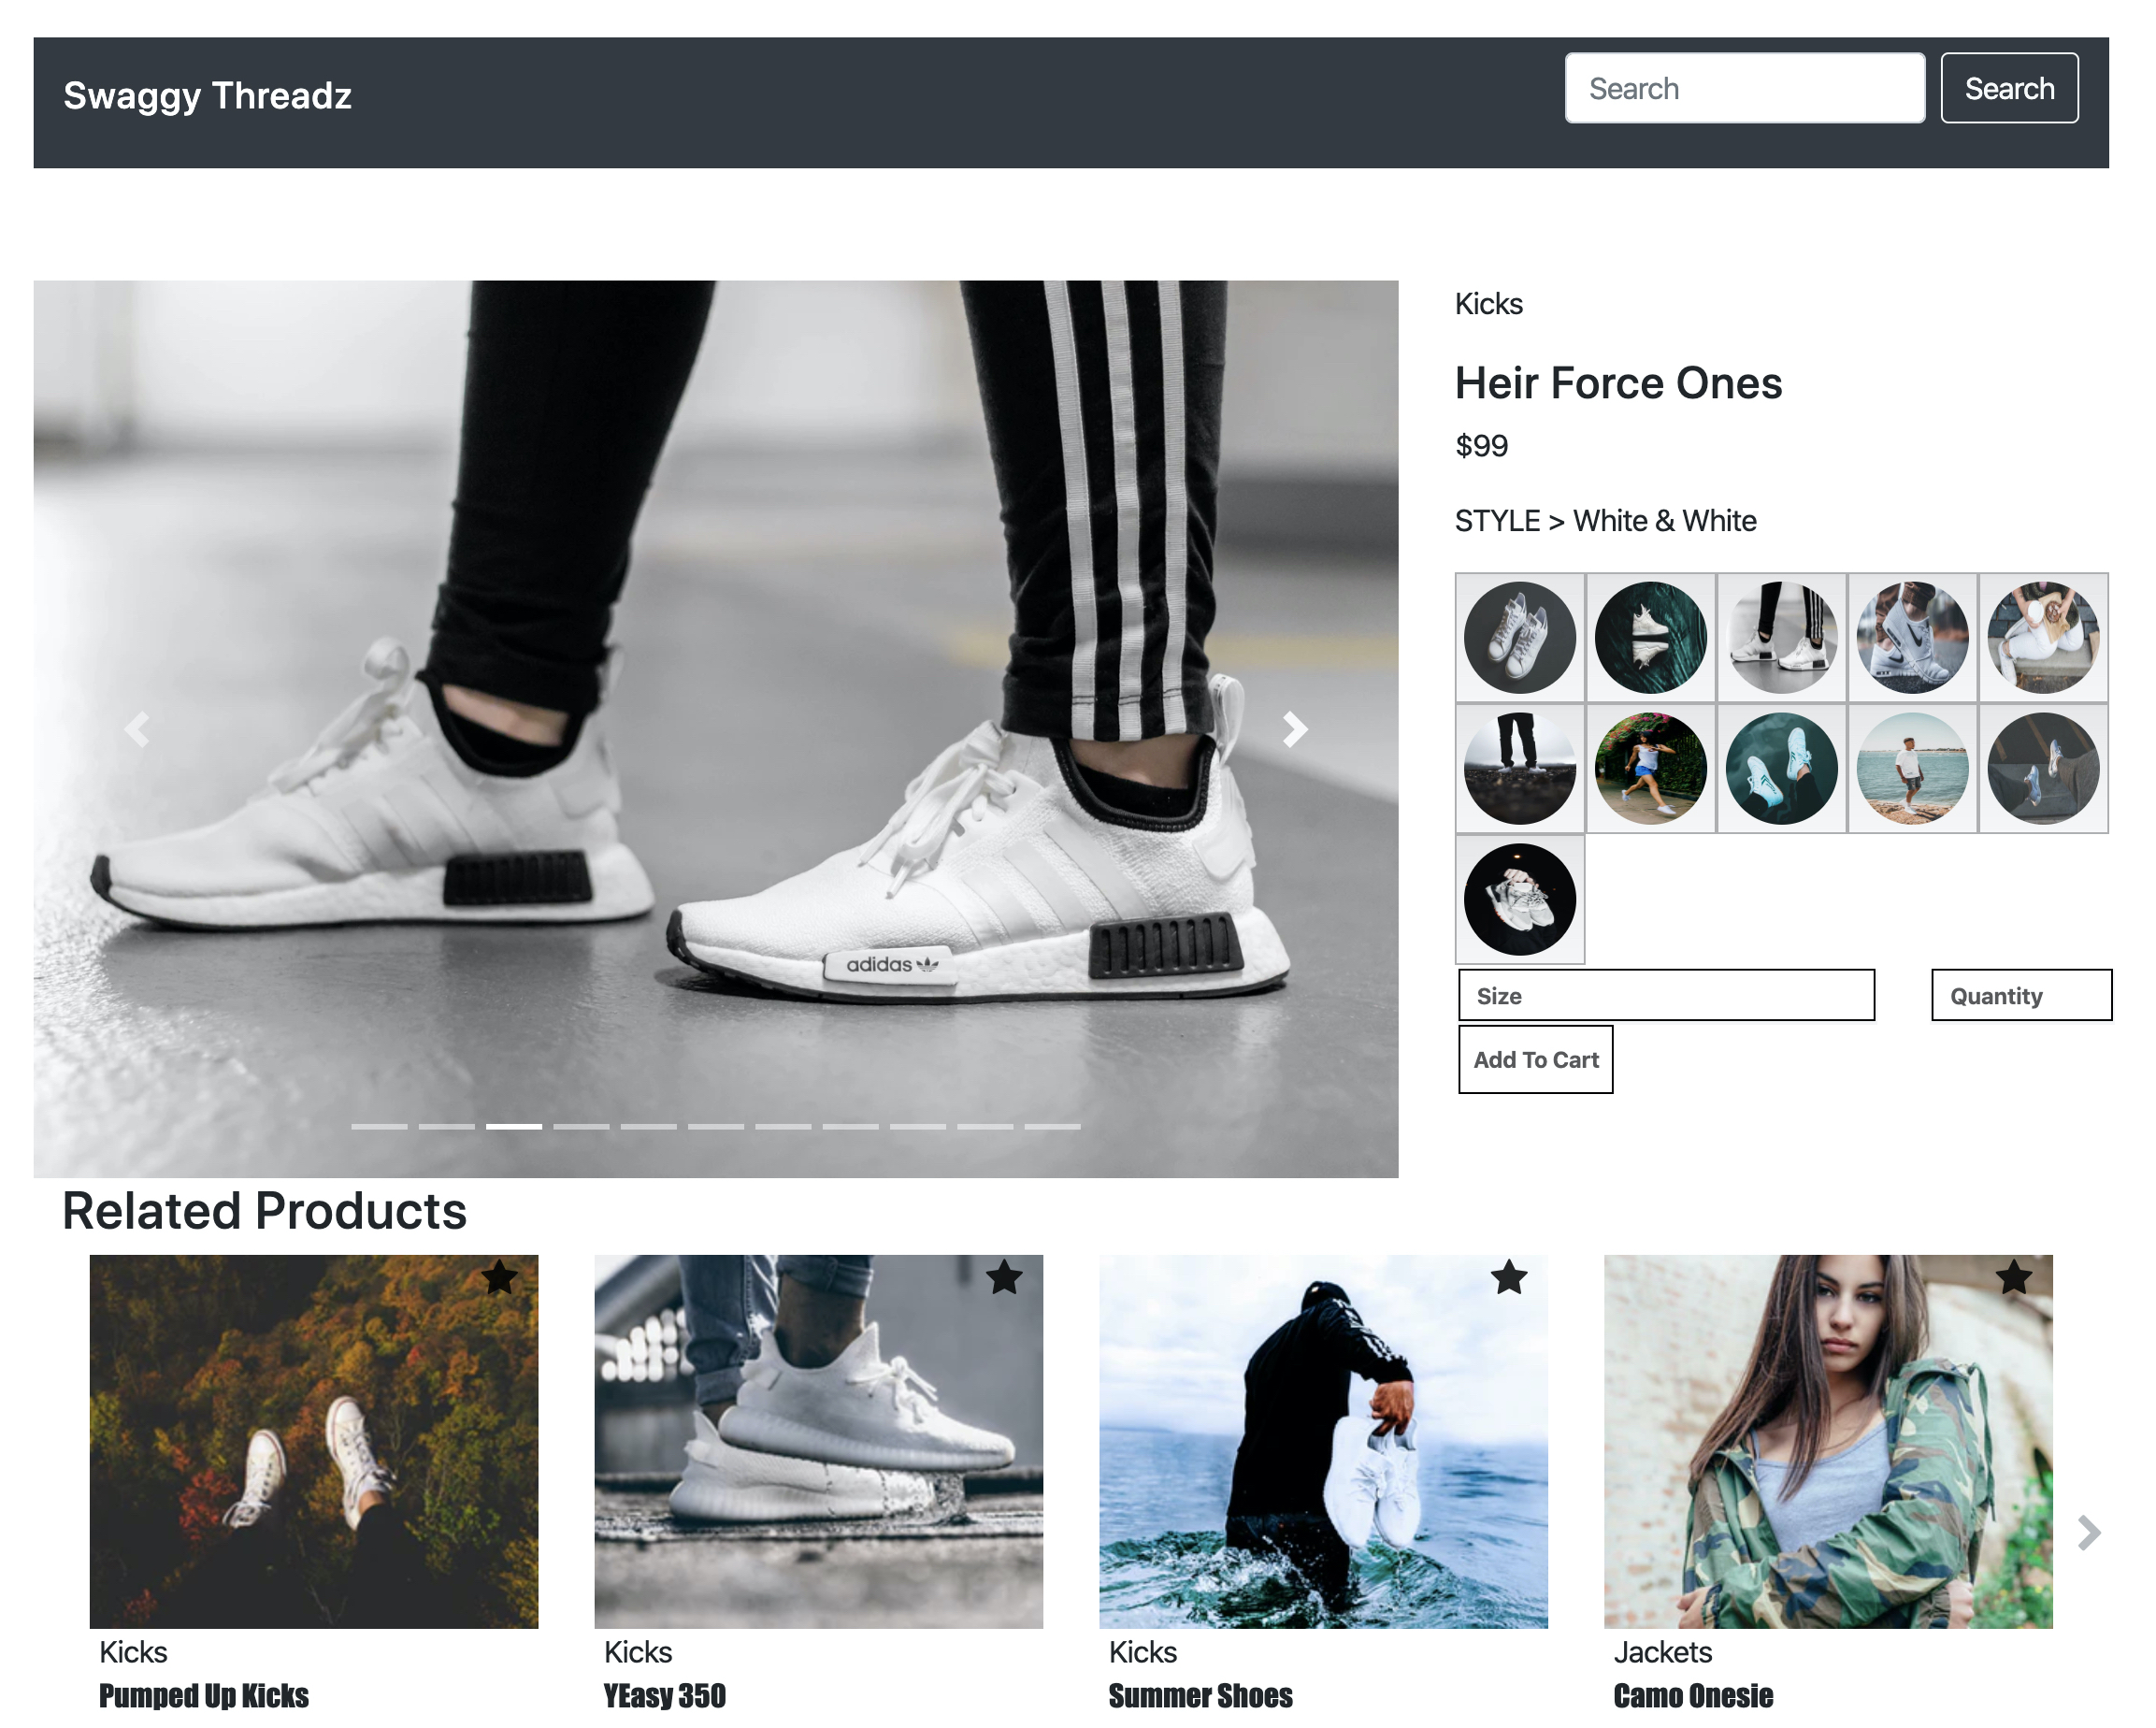 Swaggy Threadz
Search
Search
Kicks
Heir Force Ones
$99
STYLE > White & White
adidas
Size
Quantity
Add To Cart
Related Products
Kicks
Pumped Up Kicks
Kicks
YEasy 350
Kicks
Summer Shoes
Jackets
Camo Onesie